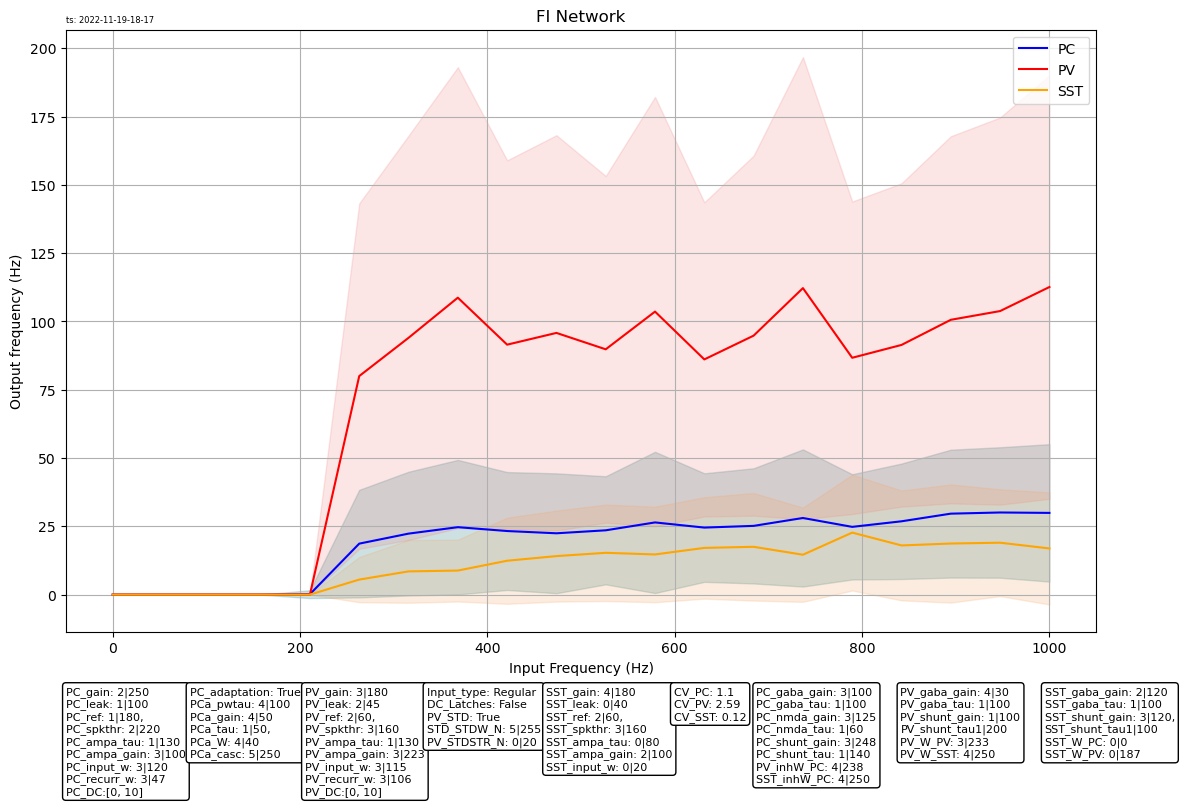 ts: 2022-11-19-18-17
FI Network
PC
PV
SST
200
175
150
125
100
75
50
25
0
Output frequency (Hz)
0
200
400
600
800
1000
Input Frequency (Hz)
PC_gain: 2|250
PC_leak: 1|100
PC_ref: 1|180,
PC_spkthr: 2|220
PC_ampa_tau: 1|130
PC_ampa_gain: 3|100
PC_input_w: 3|120
PC_recurr_w: 3|47
PC_DC:[0, 10]
PC_adaptation: True
PCa_pwtau: 4|100
PCa_gain: 4|50
PCa_tau: 1|50,
PCa_W: 4|40
PCa_casc: 5|250
PV_gain: 3|180
PV_leak: 2|45
PV_ref: 2|60,
PV_spkthr: 3|160
PV_ampa_tau: 1|130
PV_ampa_gain: 3|223
PV_input_w: 3|115
PV_recurr_w: 3|106
PV_DC:[0, 10]
Input_type: Regular
DC_Latches: False
PV_STD: True
STD_STDW_N: 5|255
PV_STDSTR_N: 0|20
SST_gain: 4|180
SST_leak: 0|40
SST_ref: 2|60,
SST_spkthr: 3|160
SST_ampa_tau: 0|80
SST_ampa_gain: 2|100
SST_input_w: 0|20
CV_PC: 1.1
CV_PV: 2.59
CV_SST: 0.12
PC_gaba_gain: 3|100
PC_gaba_tau: 1|100
PC_nmda_gain: 3|125
PC_nmda_tau: 1|60
PC_shunt_gain: 3|248
PC_shunt_tau: 1|140
PV_inhW_PC: 4|238
SST_inhW_PC: 4|250
PV_gaba_gain: 4|30
PV_gaba_tau: 1|100
PV_shunt_gain: 1|100
PV_shunt_tau1|200
PV_W_PV: 3|233
PV_W_SST: 4|250
SST_gaba_gain: 2|120
SST_gaba_tau: 1|100
SST_shunt_gain: 3|120,
SST_shunt_tau1|100
SST_W_PC: 0|0
SST_W_PV: 0|187